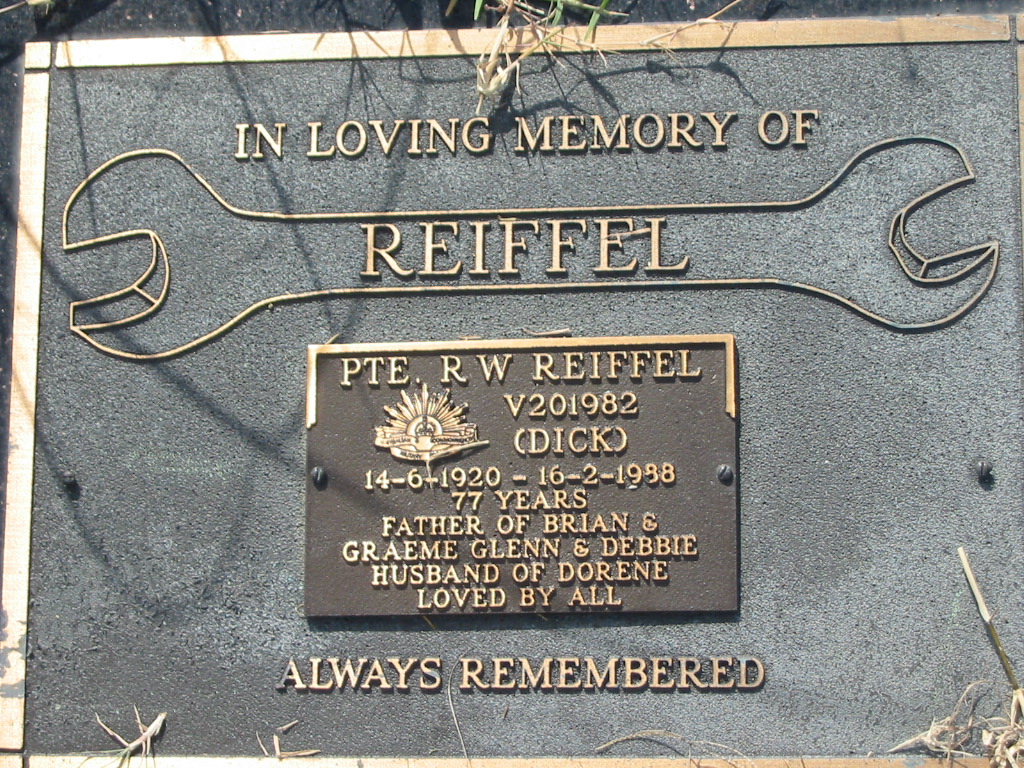 IN LOVING MEMORY OF
REIFFEL
PTE. R W REIFFEL
V201982
(DICK)
14-6-1920 - 16-2-1998
77 YEARS
FATHER OF BRIAN &
GRAEME GLENN & DEBBIE
HUSBAND OF DORENE
LOVED BY ALL
ALWAYS REMEMBERED